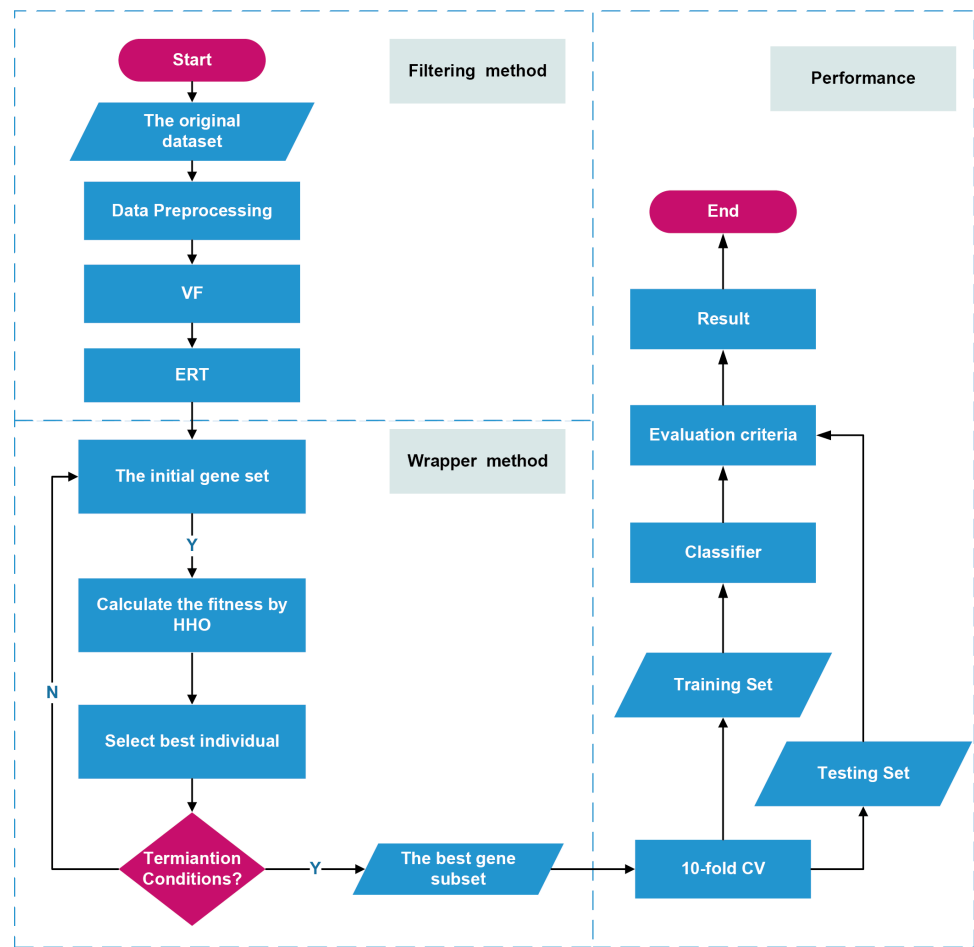 Start
Filtering method
The original
dataset
Data Preprocessing
VF
ERT
Wrapper method
The initial gene set
Y
Calculate the fitness by
HHO
N
Select best individual
Termiantion
Conditions?
Y
The best gene
subset
Performance
End
Result
Evaluation criteria
Classifier
Training Set
Testing Set
10-fold CV